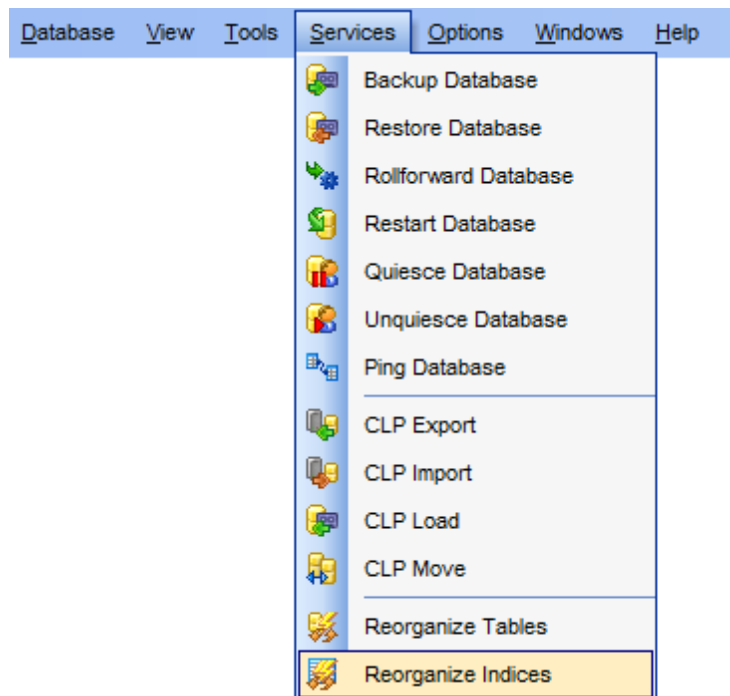 Database View Tools Services Options Windows Help
Backup Database
Restore Database
Rollforward Database
Restart Database
Quiesce Database
Unquiesce Database
Ping Database
CLP Export
CLP Import
CLP Load
CLP Move
Reorganize Tables
Reorganize Indices